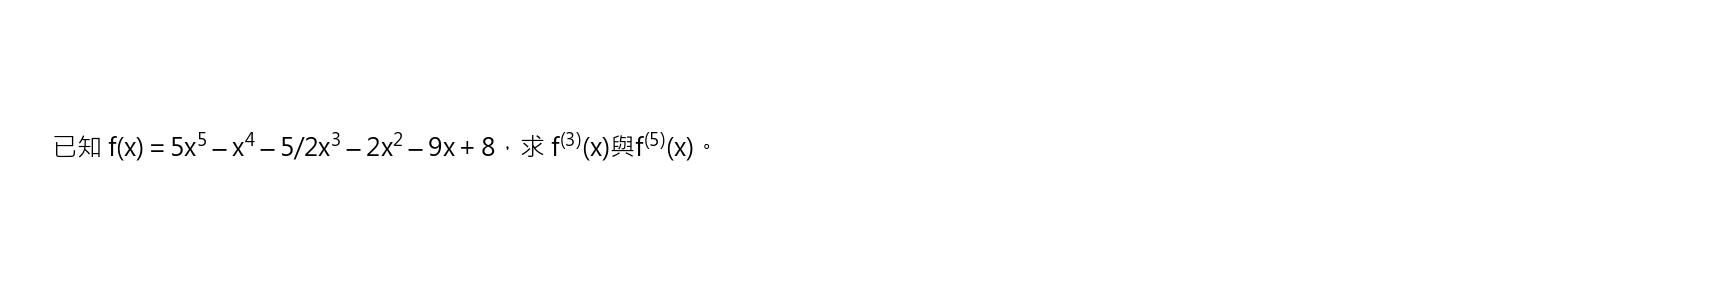 已知 f(x) = 5x⁵ – x⁴ – 5/2x³ – 2x² – 9x + 8，求 f⁽³⁾(x)與f⁽⁵⁾(x)。